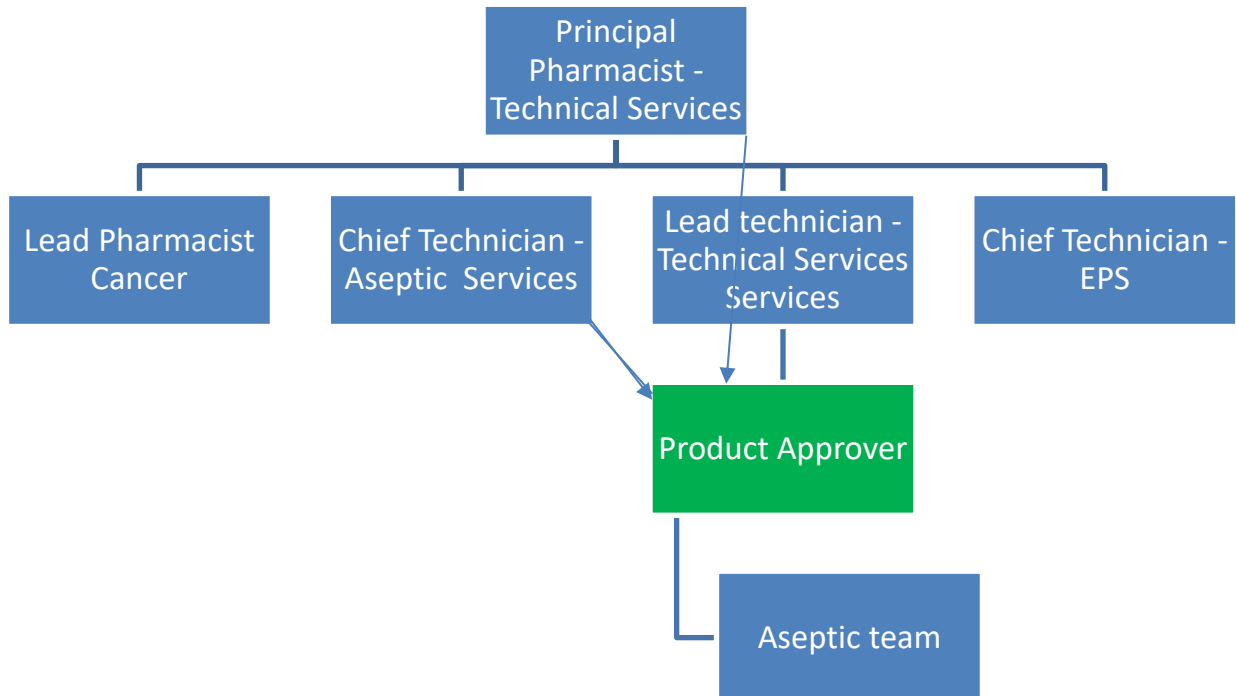 Principal
Pharmacist -
Technical Services
Lead Pharmacist
Cancer
Chief Technician -
Aseptic  Services
Lead technician -
Technical Services
Services
Chief Technician -
EPS
Product Approver
Aseptic team